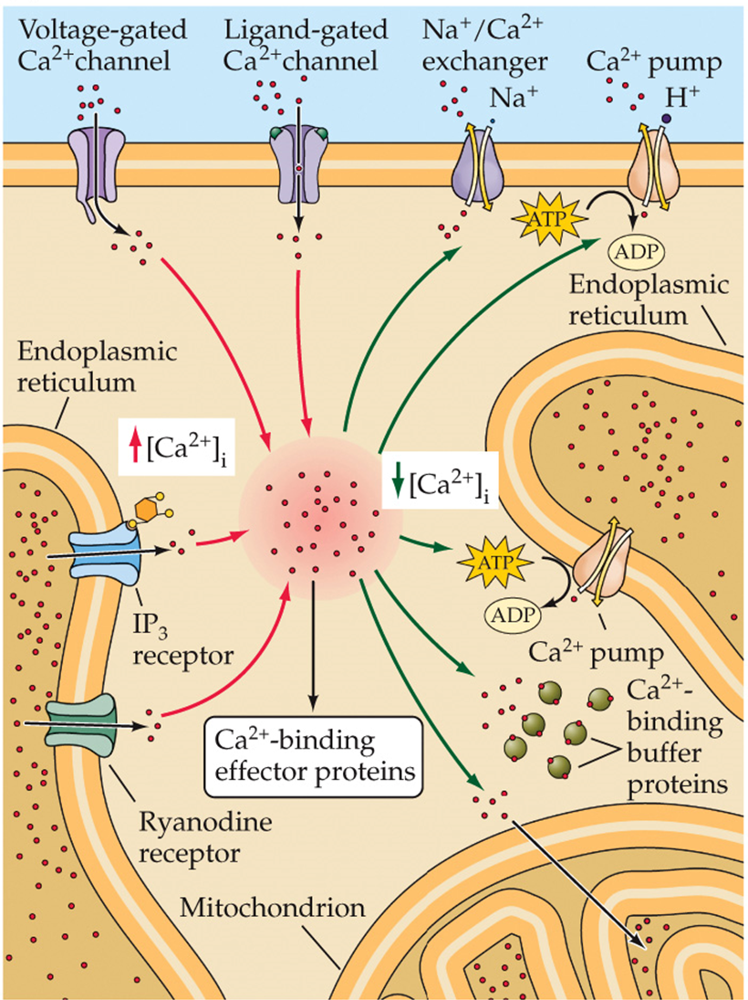 Voltage-gated
Ca²⁺channel
Ligand-gated
Ca²⁺channel
Na⁺/Ca²⁺
exchanger
Na⁺
Ca²⁺ pump
H⁺
ATP
ADP
Endoplasmic
reticulum
Endoplasmic
reticulum
[Ca²⁺]ᵢ
[Ca²⁺]ᵢ
ATP
ADP
IP₃
receptor
Ca²⁺ pump
Ca²⁺-
binding
buffer
proteins
Ca²⁺-binding
effector proteins
Ryanodine
receptor
Mitochondrion